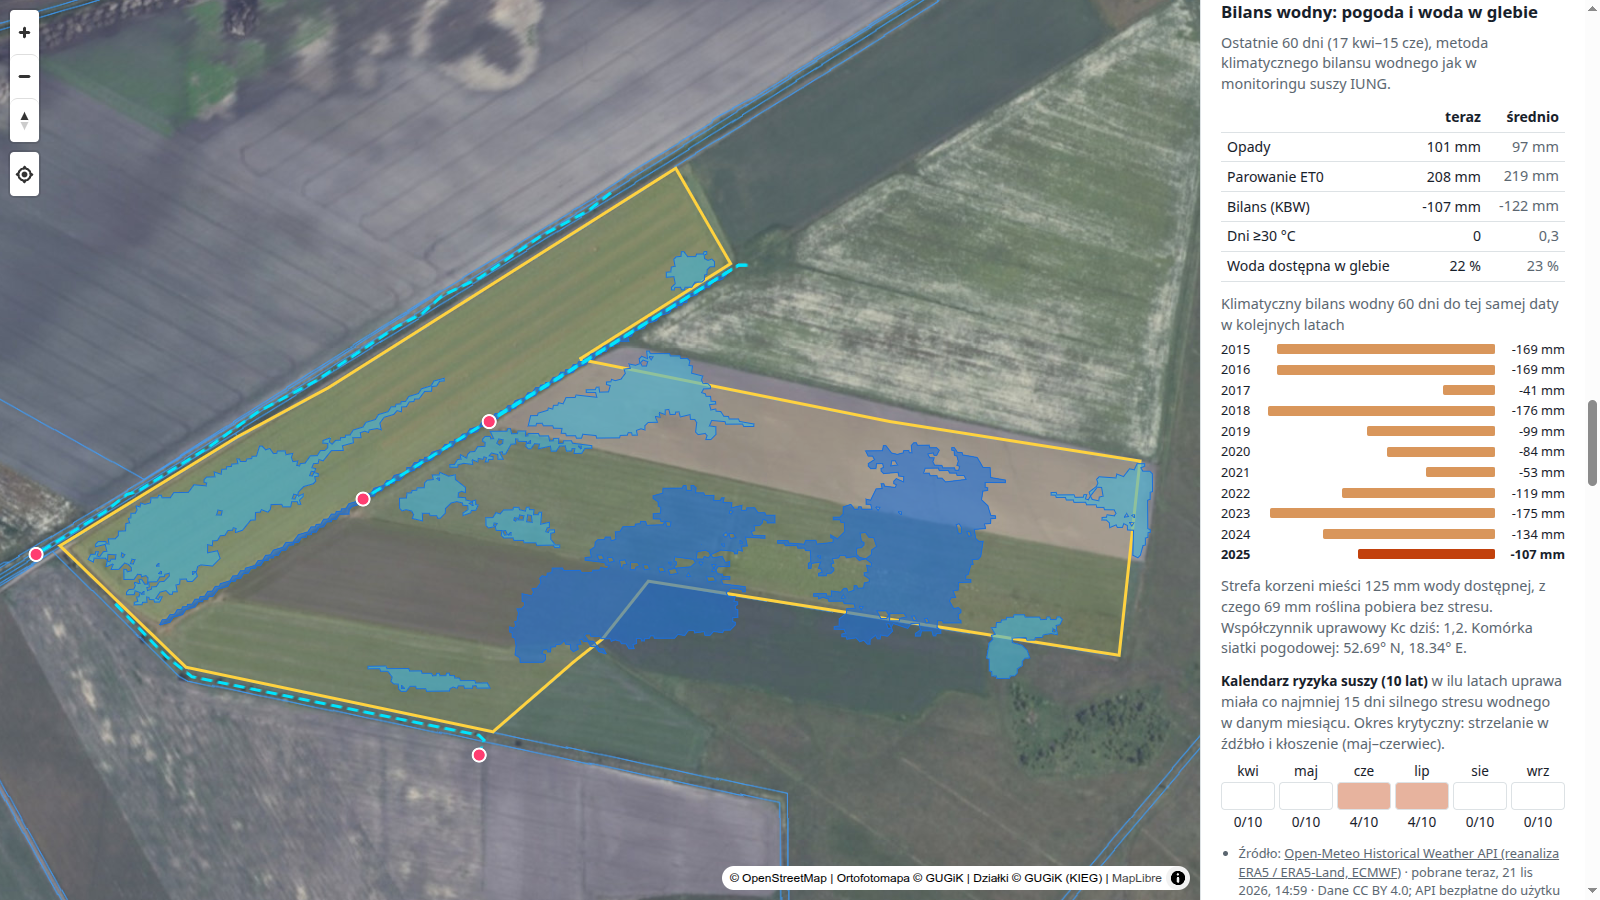 Bilans wodny: pogoda i woda w glebie
Ostatnie 60 dni (17 kwi–15 cze), metoda
klimatycznego bilansu wodnego jak w
monitoringu suszy IUNG.
teraz średnio
Opady 101 mm 97 mm
Parowanie ET0 208 mm 219 mm
Bilans (KBW) -107 mm -122 mm
Dni ≥30 °C 0 0,3
Woda dostępna w glebie 22 % 23 %
Klimatyczny bilans wodny 60 dni do tej samej daty
w kolejnych latach
2015 -169 mm
2016 -169 mm
2017 -41 mm
2018 -176 mm
2019 -99 mm
2020 -84 mm
2021 -53 mm
2022 -119 mm
2023 -175 mm
2024 -134 mm
2025 -107 mm
Strefa korzeni mieści 125 mm wody dostępnej, z
czego 69 mm roślina pobiera bez stresu.
Współczynnik uprawowy Kc dziś: 1,2. Komórka
siatki pogodowej: 52.69° N, 18.34° E.
Kalendarz ryzyka suszy (10 lat) w ilu latach uprawa
miała co najmniej 15 dni silnego stresu wodnego
w danym miesiącu. Okres krytyczny: strzelanie w
źdźbło i kłoszenie (maj–czerwiec).
kwi maj cze lip sie wrz
0/10 0/10 4/10 4/10 0/10 0/10
• Źródło: Open-Meteo Historical Weather API (reanaliza
ERA5 / ERA5-Land, ECMWF) · pobrane teraz, 21 lis
2026, 14:59 · Dane CC BY 4.0; API bezpłatne do użytku
© OpenStreetMap | Ortofotomapa © GUGiK | Działki © GUGiK (KIEG) | MapLibre